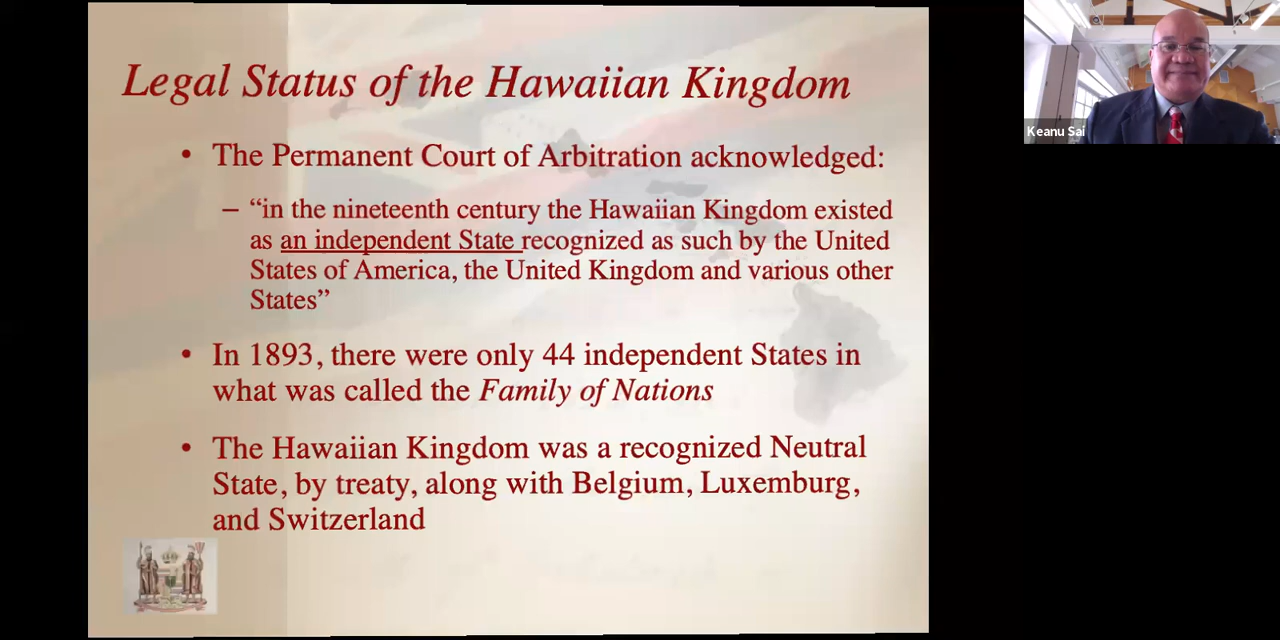 Legal Status of the Hawaiian Kingdom
• The Permanent Court of Arbitration acknowledged:
– “in the nineteenth century the Hawaiian Kingdom existed
as an independent State recognized as such by the United
States of America, the United Kingdom and various other
States”
• In 1893, there were only 44 independent States in
what was called the Family of Nations
• The Hawaiian Kingdom was a recognized Neutral
State, by treaty, along with Belgium, Luxemburg,
and Switzerland
Keanu Sai